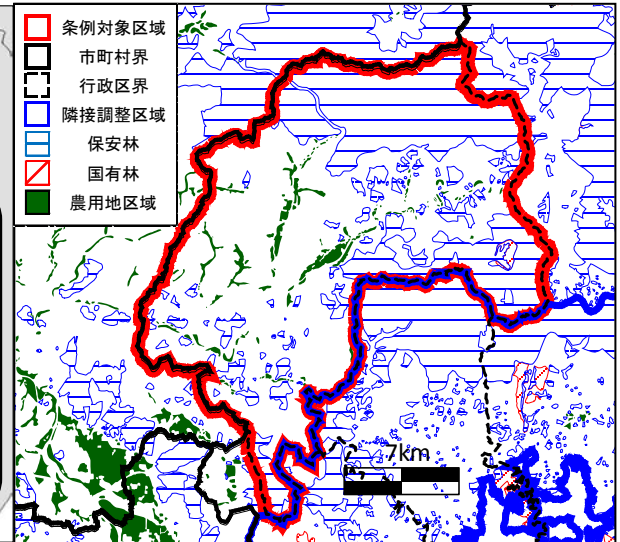 条例対象区域
市町村界
行政区界
隣接調整区域
保安林
国有林
農用地区域
7km